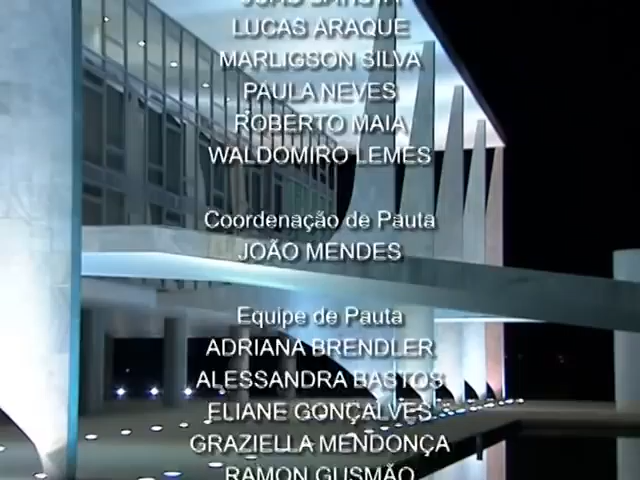 LUCAS ARAQUE
MARLIGSON SILVA
PAULA NEVES
ROBERTO MAIA
WALDOMIRO LEMES
Coordenação de Pauta
JOÃO MENDES
Equipe de Pauta
ADRIANA BRENDLER
ALESSANDRA BASTOS
ELIANE GONÇALVES
GRAZIELLA MENDONÇA
RAMON GUSMÃO